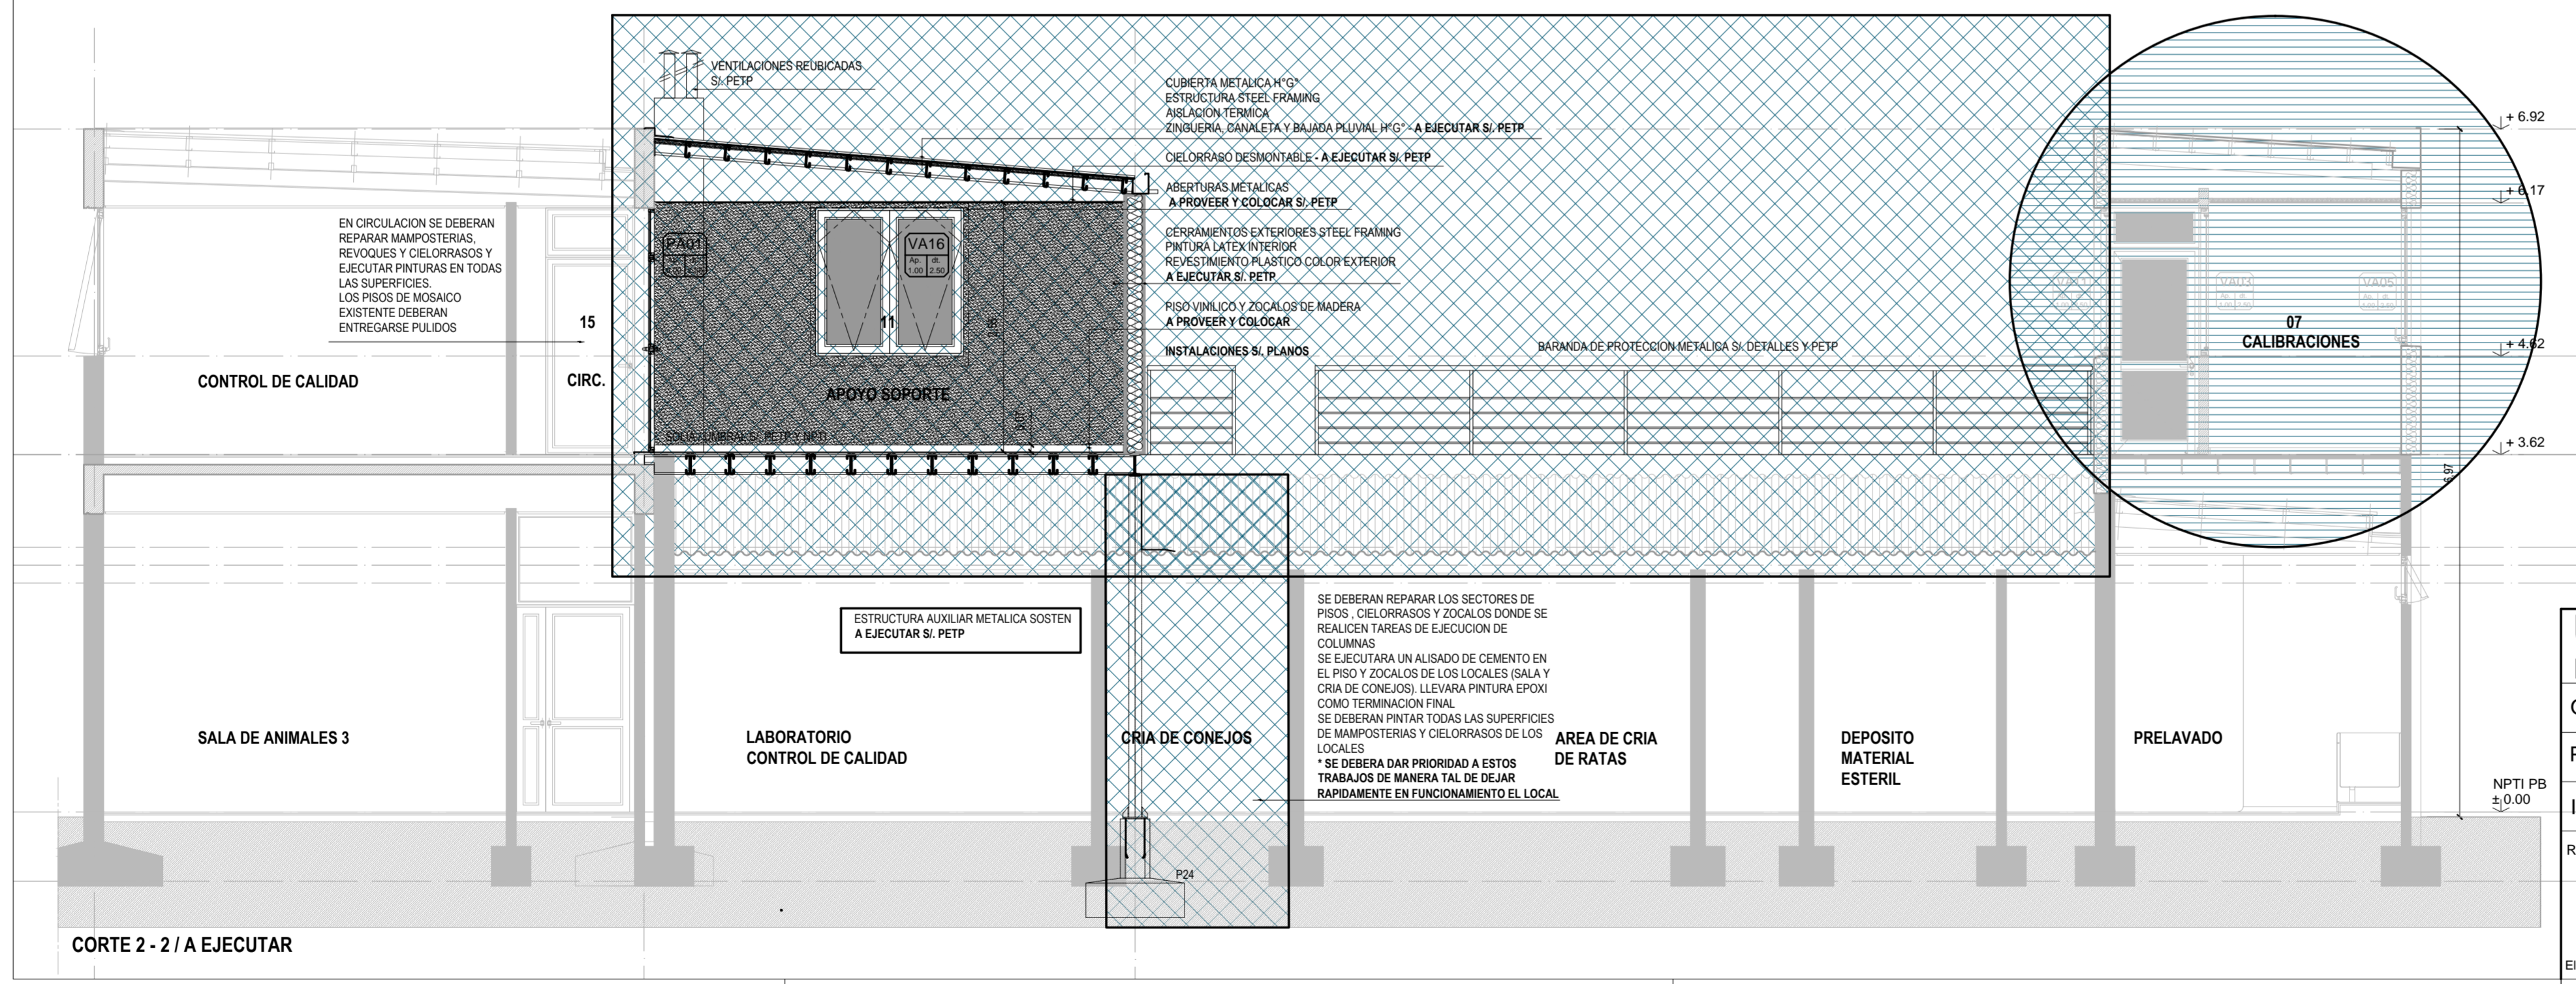 VENTILACIONES REUBICADAS
S/. PETP
CUBIERTA METALICA H°G°
ESTRUCTURA STEEL FRAMING
AISLACION TERMICA
ZINGUERIA, CANALETA Y BAJADA PLUVIAL H°G° - A EJECUTAR S/. PETP
CIELORRASO DESMONTABLE - A EJECUTAR S/. PETP
ABERTURAS METALICAS
A PROVEER Y COLOCAR S/. PETP
CERRAMIENTOS EXTERIORES STEEL FRAMING
PINTURA LATEX INTERIOR
REVESTIMIENTO PLASTICO COLOR EXTERIOR
A EJECUTAR S/. PETP
PISO VINILICO Y ZOCALOS DE MADERA
A PROVEER Y COLOCAR
INSTALACIONES S/. PLANOS
BARANDA DE PROTECCION METALICA S/. DETALLES Y PETP
EN CIRCULACION SE DEBERAN
REPARAR MAMPOSTERIAS,
REVOQUES Y CIELORRASOS Y
EJECUTAR PINTURAS EN TODAS
LAS SUPERFICIES.
LOS PISOS DE MOSAICO
EXISTENTE DEBERAN
ENTREGARSE PULIDOS
15
CIRC.
CONTROL DE CALIDAD
PA01
VA16
Ap. dt.
1.00 2.50
11
APOYO SOPORTE
SOLIA / UMBRAL S/. PETP Y NPTI
VA03
VA05
07
CALIBRACIONES
+ 6.92
+ 6.17
+ 4.62
+ 3.62
6.97
ESTRUCTURA AUXILIAR METALICA SOSTEN
A EJECUTAR S/. PETP
SE DEBERAN REPARAR LOS SECTORES DE
PISOS , CIELORRASOS Y ZOCALOS DONDE SE
REALICEN TAREAS DE EJECUCION DE
COLUMNAS
SE EJECUTARA UN ALISADO DE CEMENTO EN
EL PISO Y ZOCALOS DE LOS LOCALES (SALA Y
CRIA DE CONEJOS). LLEVARA PINTURA EPOXI
COMO TERMINACION FINAL
SE DEBERAN PINTAR TODAS LAS SUPERFICIES
DE MAMPOSTERIAS Y CIELORRASOS DE LOS
LOCALES
* SE DEBERA DAR PRIORIDAD A ESTOS
TRABAJOS DE MANERA TAL DE DEJAR
RAPIDAMENTE EN FUNCIONAMIENTO EL LOCAL
SALA DE ANIMALES 3
LABORATORIO
CONTROL DE CALIDAD
CRIA DE CONEJOS
AREA DE CRIA
DE RATAS
DEPOSITO
MATERIAL
ESTERIL
PRELAVADO
NPTI PB
± 0.00
P24
CORTE 2 - 2 / A EJECUTAR